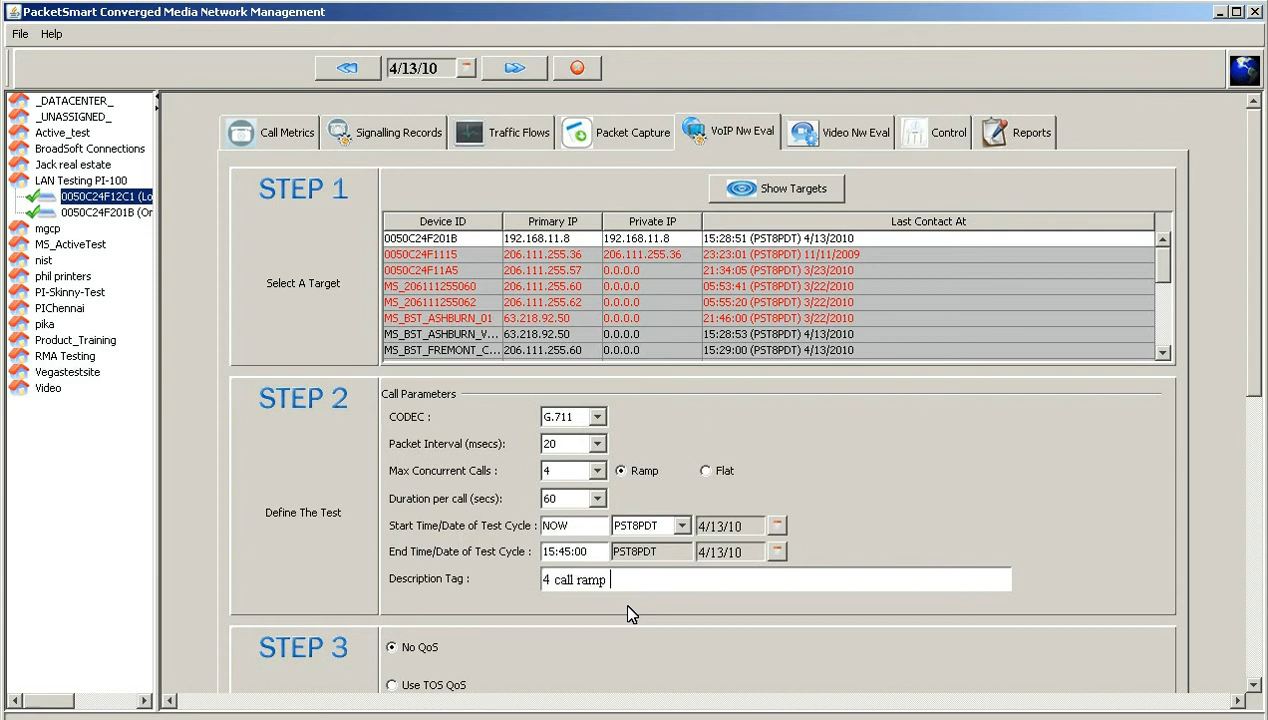 PacketSmart Converged Media Network Management
File Help
4/13/10
_DATACENTER_
_UNASSIGNED_
Active_test
BroadSoft Connections
Jack real estate
LAN Testing PI-100
0050C24F12C1 (Lo
0050C24F201B (Or
mgcp
MS_ActiveTest
nist
phil printers
PI-Skinny-Test
PIChennai
pika
Product_Training
RMA Testing
Vegastestsite
Video
Call Metrics Signalling Records Traffic Flows Packet Capture VoIP Nw Eval Video Nw Eval Control Reports
STEP 1
Select A Target
Show Targets
Device ID Primary IP Private IP Last Contact At
0050C24F201B 192.168.11.8 192.168.11.8 15:28:51 (PST8PDT) 4/13/2010
0050C24F1115 206.111.255.36 206.111.255.36 23:23:01 (PST8PDT) 11/11/2009
0050C24F11A5 206.111.255.57 0.0.0.0 21:34:05 (PST8PDT) 3/23/2010
MS_206111255060 206.111.255.60 0.0.0.0 05:53:41 (PST8PDT) 3/22/2010
MS_206111255062 206.111.255.62 0.0.0.0 05:55:20 (PST8PDT) 3/22/2010
MS_BST_ASHBURN_01 63.218.92.50 0.0.0.0 21:46:00 (PST8PDT) 3/22/2010
MS_BST_ASHBURN_V... 63.218.92.50 0.0.0.0 15:28:53 (PST8PDT) 4/13/2010
MS_BST_FREMONT_C... 206.111.255.60 0.0.0.0 15:29:00 (PST8PDT) 4/13/2010
STEP 2
Define The Test
Call Parameters
CODEC : G.711
Packet Interval (msecs): 20
Max Concurrent Calls : 4 Ramp Flat
Duration per call (secs): 60
Start Time/Date of Test Cycle : NOW PST8PDT 4/13/10
End Time/Date of Test Cycle : 15:45:00 PST8PDT 4/13/10
Description Tag : 4 call ramp
STEP 3
No QoS
Use TOS QoS